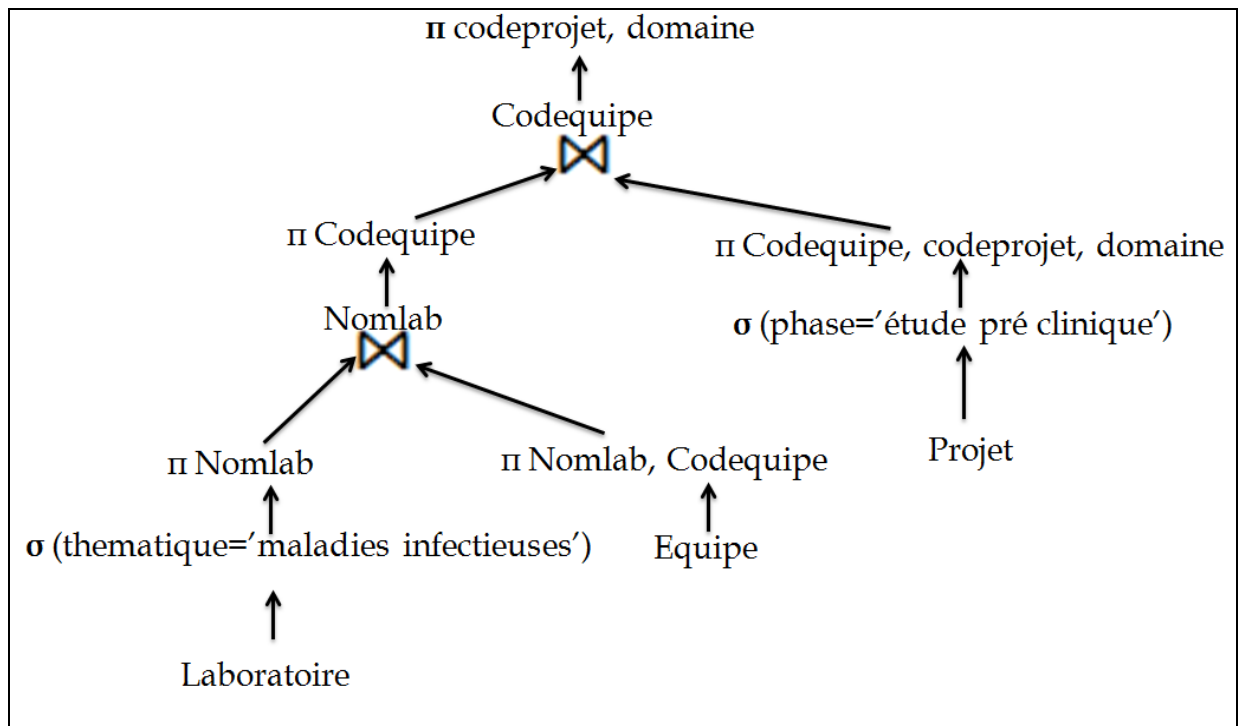 π codeprojet, domaine
Codequipe
π Codequipe
π Codequipe, codeprojet, domaine
Nomlab
σ (phase=’étude pré clinique’)
π Nomlab
π Nomlab, Codequipe
Projet
σ (thematique=’maladies infectieuses’)
Equipe
Laboratoire